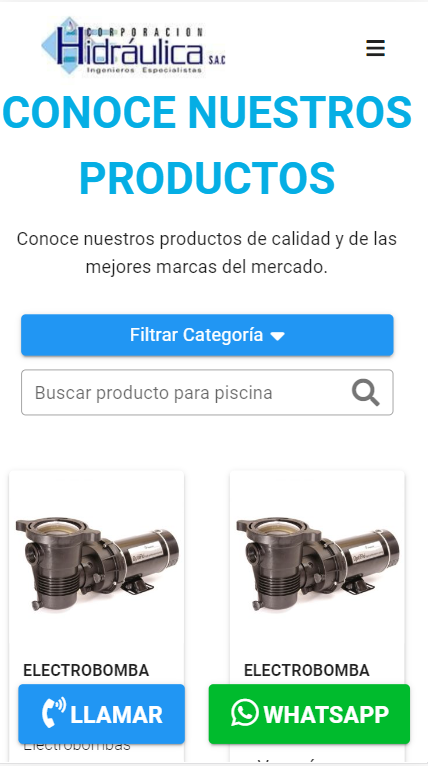 CORPORACION
Hidráulica S.A.C
Ingenieros Especialistas
CONOCE NUESTROS
PRODUCTOS
Conoce nuestros productos de calidad y de las
mejores marcas del mercado.
Filtrar Categoría
Buscar producto para piscina
ELECTROBOMBA
ELECTROBOMBA
LLAMAR
WHATSAPP
Electrobombas